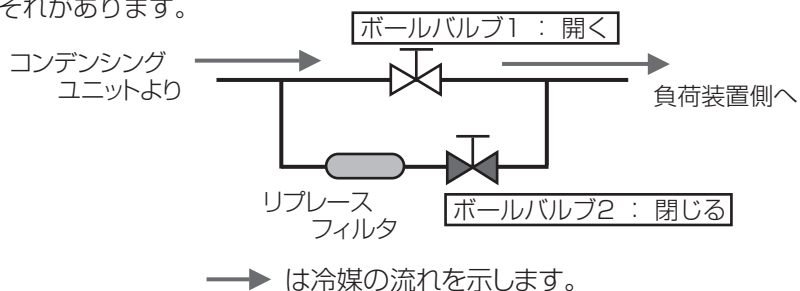 それがあります。
ボールバルブ1 : 開く
コンデンシング
ユニットより
負荷装置側へ
リプレース
フィルタ
ボールバルブ2 : 閉じる
は冷媒の流れを示します。